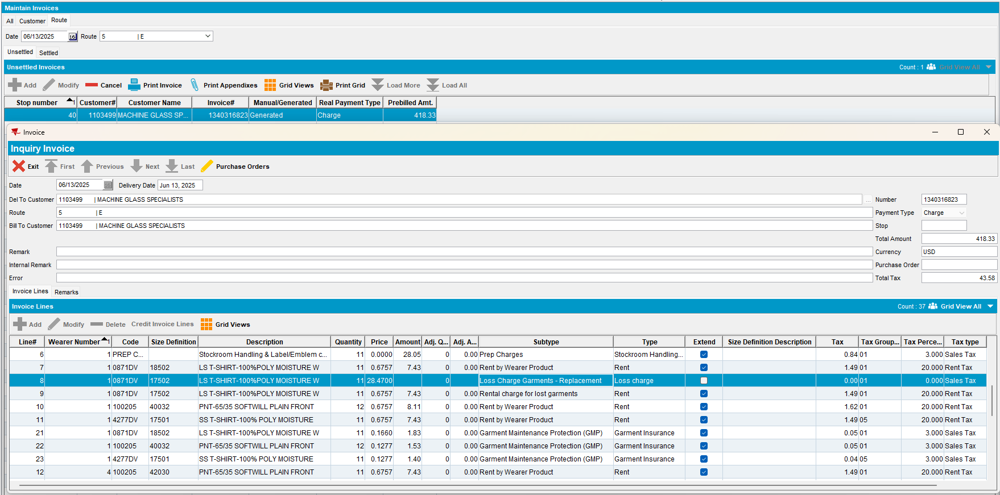 Maintain Invoices
All Customer Route
Date 06/13/2025 16 Route 5 | E
Unsettled Settled
Unsettled Invoices Count : 1 Grid View All
Add Modify Cancel Print Invoice Print Appendixes Grid Views Print Grid Load More Load All
Stop number 1 Customer# Customer Name Invoice# Manual/Generated Real Payment Type Prebilled Amt.
40 1103499 MACHINE GLASS SP... 1340316823 Generated Charge 418.33
Invoice
Inquiry Invoice
Exit First Previous Next Last Purchase Orders
Date 06/13/2025 16 Delivery Date Jun 13, 2025
Del To Customer 1103499 | MACHINE GLASS SPECIALISTS ... Number 1340316823
Route 5 | E Payment Type Charge
Bill To Customer 1103499 | MACHINE GLASS SPECIALISTS Stop
Total Amount 418.33
Remark Currency USD
Internal Remark Purchase Order
Error Total Tax 43.58
Invoice Lines Remarks
Invoice Lines Count : 37 Grid View All
Add Modify Delete Credit Invoice Lines Grid Views
Line# Wearer Number 1 Code Size Definition Description Quantity Price Amount Adj. Q... Adj. A... Subtype Type Extend Size Definition Description Tax Tax Group... Tax Perce... Tax type
6 1 PREP C... Stockroom Handling & Label/Emblem c... 11 0.0000 28.05 0 0.00 Prep Charges Stockroom Handling... 0.84 01 3.000 Sales Tax
7 1 0871DV 18502 LS T-SHIRT-100%POLY MOISTURE W 11 0.6757 7.43 0 0.00 Rent by Wearer Product Rent 1.49 01 20.000 Rent Tax
8 1 0871DV 17502 LS T-SHIRT-100%POLY MOISTURE W 11 28.4700 0 0.00 Loss Charge Garments - Replacement Loss charge 0.00 01 0.000 Sales Tax
9 1 0871DV 17502 LS T-SHIRT-100%POLY MOISTURE W 11 0.6757 7.43 0 0.00 Rental charge for lost garments Rent 1.49 01 20.000 Rent Tax
10 1 100205 40032 PNT-65/35 SOFTWILL PLAIN FRONT 12 0.6757 8.11 0 0.00 Rent by Wearer Product Rent 1.62 01 20.000 Rent Tax
11 1 4277DV 17501 SS T-SHIRT-100% POLY MOISTURE 11 0.6757 7.43 0 0.00 Rent by Wearer Product Rent 1.49 05 20.000 Rent Tax
21 1 0871DV 18502 LS T-SHIRT-100%POLY MOISTURE W 11 0.1660 1.83 0 0.00 Garment Maintenance Protection (GMP) Garment Insurance 0.05 01 3.000 Sales Tax
22 1 100205 40032 PNT-65/35 SOFTWILL PLAIN FRONT 12 0.1277 1.53 0 0.00 Garment Maintenance Protection (GMP) Garment Insurance 0.05 01 3.000 Sales Tax
23 1 4277DV 17501 SS T-SHIRT-100% POLY MOISTURE 11 0.1277 1.40 0 0.00 Garment Maintenance Protection (GMP) Garment Insurance 0.04 05 3.000 Sales Tax
12 4 100205 42030 PNT-65/35 SOFTWILL PLAIN FRONT 11 0.6757 7.43 0 0.00 Rent by Wearer Product Rent 1.49 01 20.000 Rent Tax